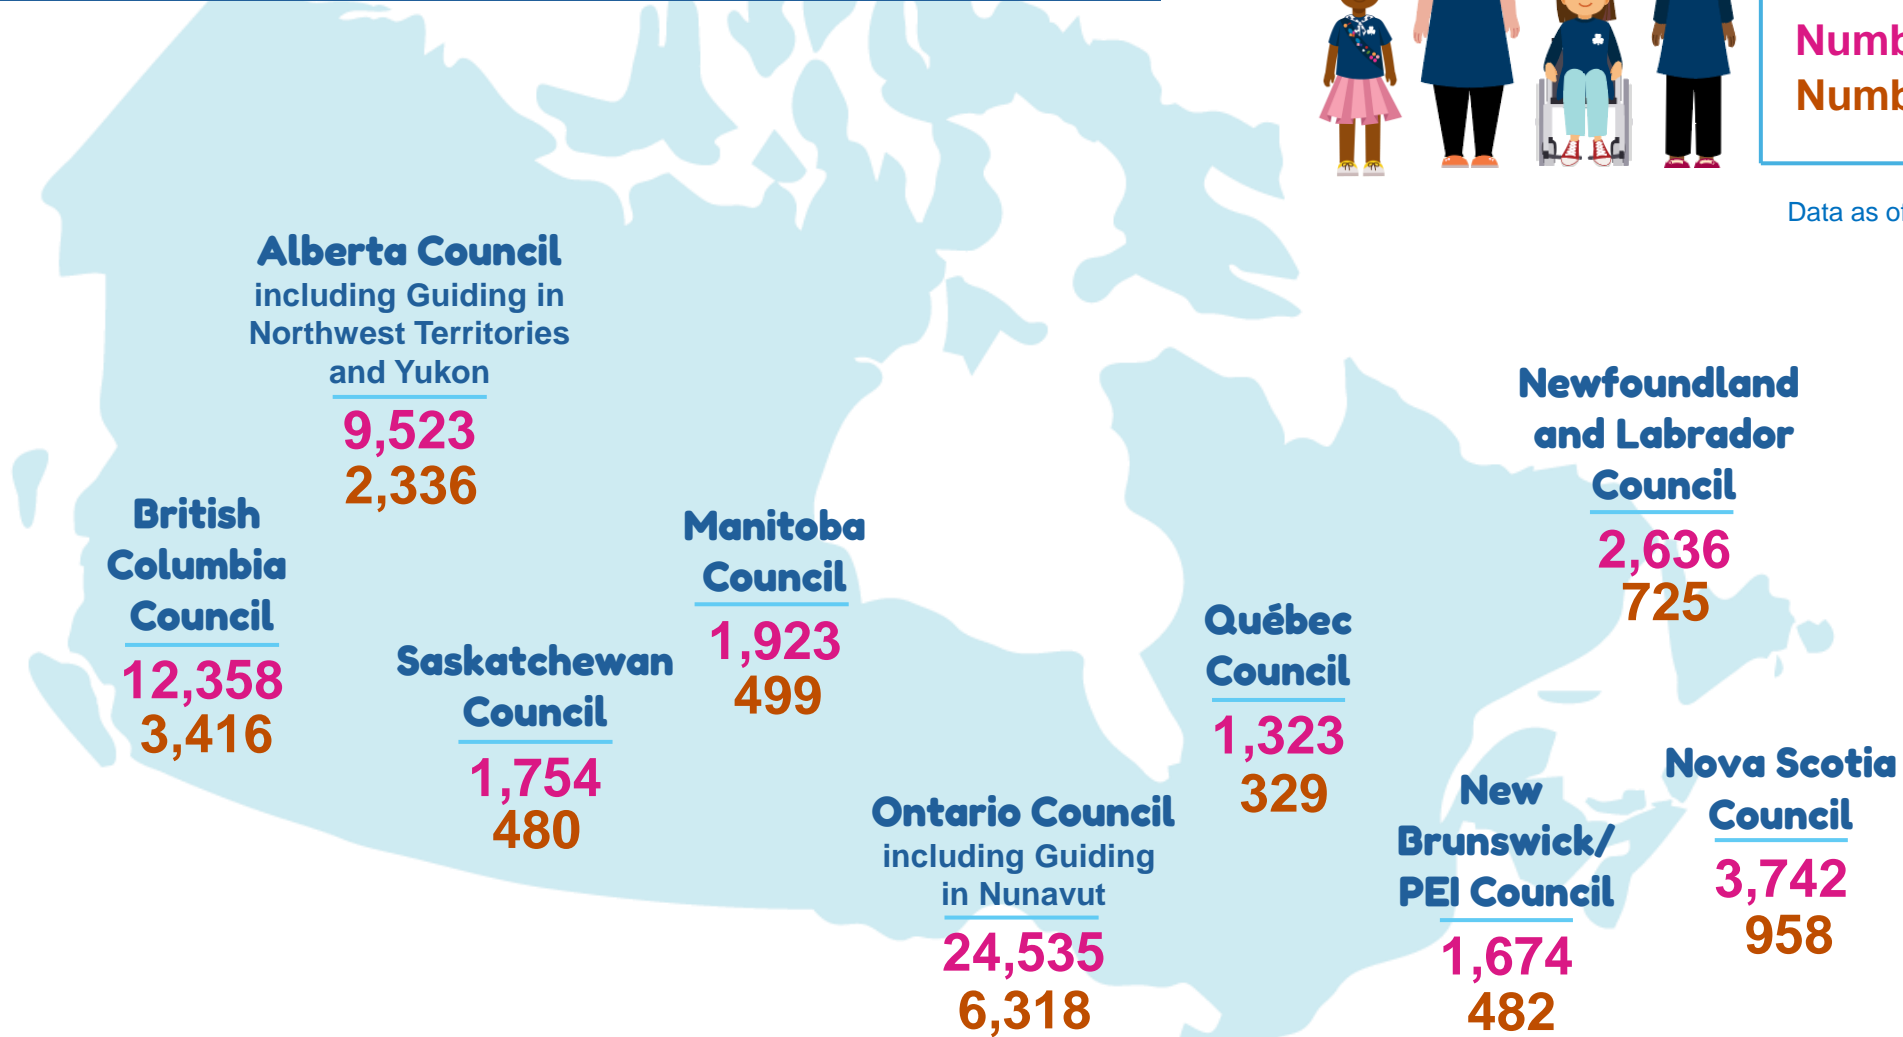 Data as
Alberta Council
including Guiding in
Northwest Territories
and Yukon
9,523
2,336
British
Columbia
Council
12,358
3,416
Saskatchewan
Council
1,754
480
Manitoba
Council
1,923
499
Ontario Council
including Guiding
in Nunavut
24,535
6,318
Québec
Council
1,323
329
Newfoundland
and Labrador
Council
2,636
725
New
Brunswick/
PEI Council
1,674
482
Nova Scotia
Council
3,742
958